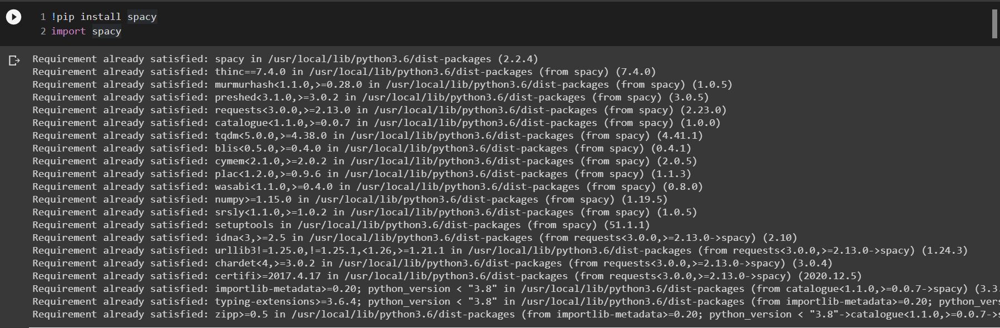 1 !pip install spacy
2 import spacy
Requirement already satisfied: spacy in /usr/local/lib/python3.6/dist-packages (2.2.4)
Requirement already satisfied: thinc==7.4.0 in /usr/local/lib/python3.6/dist-packages (from spacy) (7.4.0)
Requirement already satisfied: murmurhash<1.1.0,>=0.28.0 in /usr/local/lib/python3.6/dist-packages (from spacy) (1.0.5)
Requirement already satisfied: preshed<3.1.0,>=3.0.2 in /usr/local/lib/python3.6/dist-packages (from spacy) (3.0.5)
Requirement already satisfied: requests<3.0.0,>=2.13.0 in /usr/local/lib/python3.6/dist-packages (from spacy) (2.23.0)
Requirement already satisfied: catalogue<1.1.0,>=0.0.7 in /usr/local/lib/python3.6/dist-packages (from spacy) (1.0.0)
Requirement already satisfied: tqdm<5.0.0,>=4.38.0 in /usr/local/lib/python3.6/dist-packages (from spacy) (4.41.1)
Requirement already satisfied: blis<0.5.0,>=0.4.0 in /usr/local/lib/python3.6/dist-packages (from spacy) (0.4.1)
Requirement already satisfied: cymem<2.1.0,>=2.0.2 in /usr/local/lib/python3.6/dist-packages (from spacy) (2.0.5)
Requirement already satisfied: plac<1.2.0,>=0.9.6 in /usr/local/lib/python3.6/dist-packages (from spacy) (1.1.3)
Requirement already satisfied: wasabi<1.1.0,>=0.4.0 in /usr/local/lib/python3.6/dist-packages (from spacy) (0.8.0)
Requirement already satisfied: numpy>=1.15.0 in /usr/local/lib/python3.6/dist-packages (from spacy) (1.19.5)
Requirement already satisfied: srsly<1.1.0,>=1.0.2 in /usr/local/lib/python3.6/dist-packages (from spacy) (1.0.5)
Requirement already satisfied: setuptools in /usr/local/lib/python3.6/dist-packages (from spacy) (51.1.1)
Requirement already satisfied: idna<3,>=2.5 in /usr/local/lib/python3.6/dist-packages (from requests<3.0.0,>=2.13.0->spacy) (2.10)
Requirement already satisfied: urllib3!=1.25.0,!=1.25.1,<1.26,>=1.21.1 in /usr/local/lib/python3.6/dist-packages (from requests<3.0.0,>=2.13.0->spacy) (1.24.3)
Requirement already satisfied: chardet<4,>=3.0.2 in /usr/local/lib/python3.6/dist-packages (from requests<3.0.0,>=2.13.0->spacy) (3.0.4)
Requirement already satisfied: certifi>=2017.4.17 in /usr/local/lib/python3.6/dist-packages (from requests<3.0.0,>=2.13.0->spacy) (2020.12.5)
Requirement already satisfied: importlib-metadata>=0.20; python_version < "3.8" in /usr/local/lib/python3.6/dist-packages (from catalogue<1.1.0,>=0.0.7->spacy) (3.3.
Requirement already satisfied: typing-extensions>=3.6.4; python_version < "3.8" in /usr/local/lib/python3.6/dist-packages (from importlib-metadata>=0.20; python_vers
Requirement already satisfied: zipp>=0.5 in /usr/local/lib/python3.6/dist-packages (from importlib-metadata>=0.20; python_version < "3.8"->catalogue<1.1.0,>=0.0.7->s